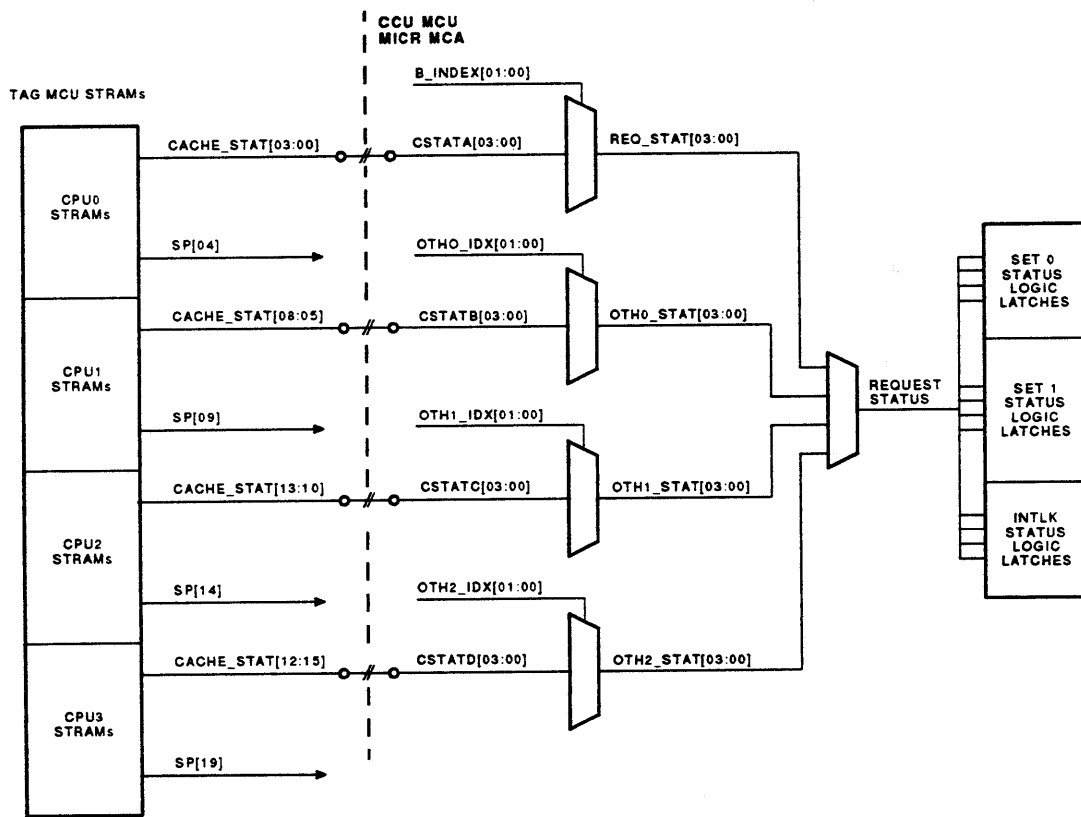 CCU MCU
MICR MCA
B_INDEX[01:00]
TAG MCU STRAMs
CACHE_STAT[03:00]
CSTATA[03:00]
REQ_STAT[03:00]
CPU0
STRAMs
SP[04]
OTH0_IDX[01:00]
SET 0
STATUS
LOGIC
LATCHES
CACHE_STAT[08:05]
CSTATB[03:00]
OTH0_STAT[03:00]
CPU1
STRAMs
REQUEST
STATUS
SET 1
STATUS
LOGIC
LATCHES
SP[09]
OTH1_IDX[01:00]
CACHE_STAT[13:10]
CSTATC[03:00]
OTH1_STAT[03:00]
CPU2
STRAMs
INTLK
STATUS
LOGIC
LATCHES
SP[14]
OTH2_IDX[01:00]
CACHE_STAT[12:15]
CSTATD[03:00]
OTH2_STAT[03:00]
CPU3
STRAMs
SP[19]